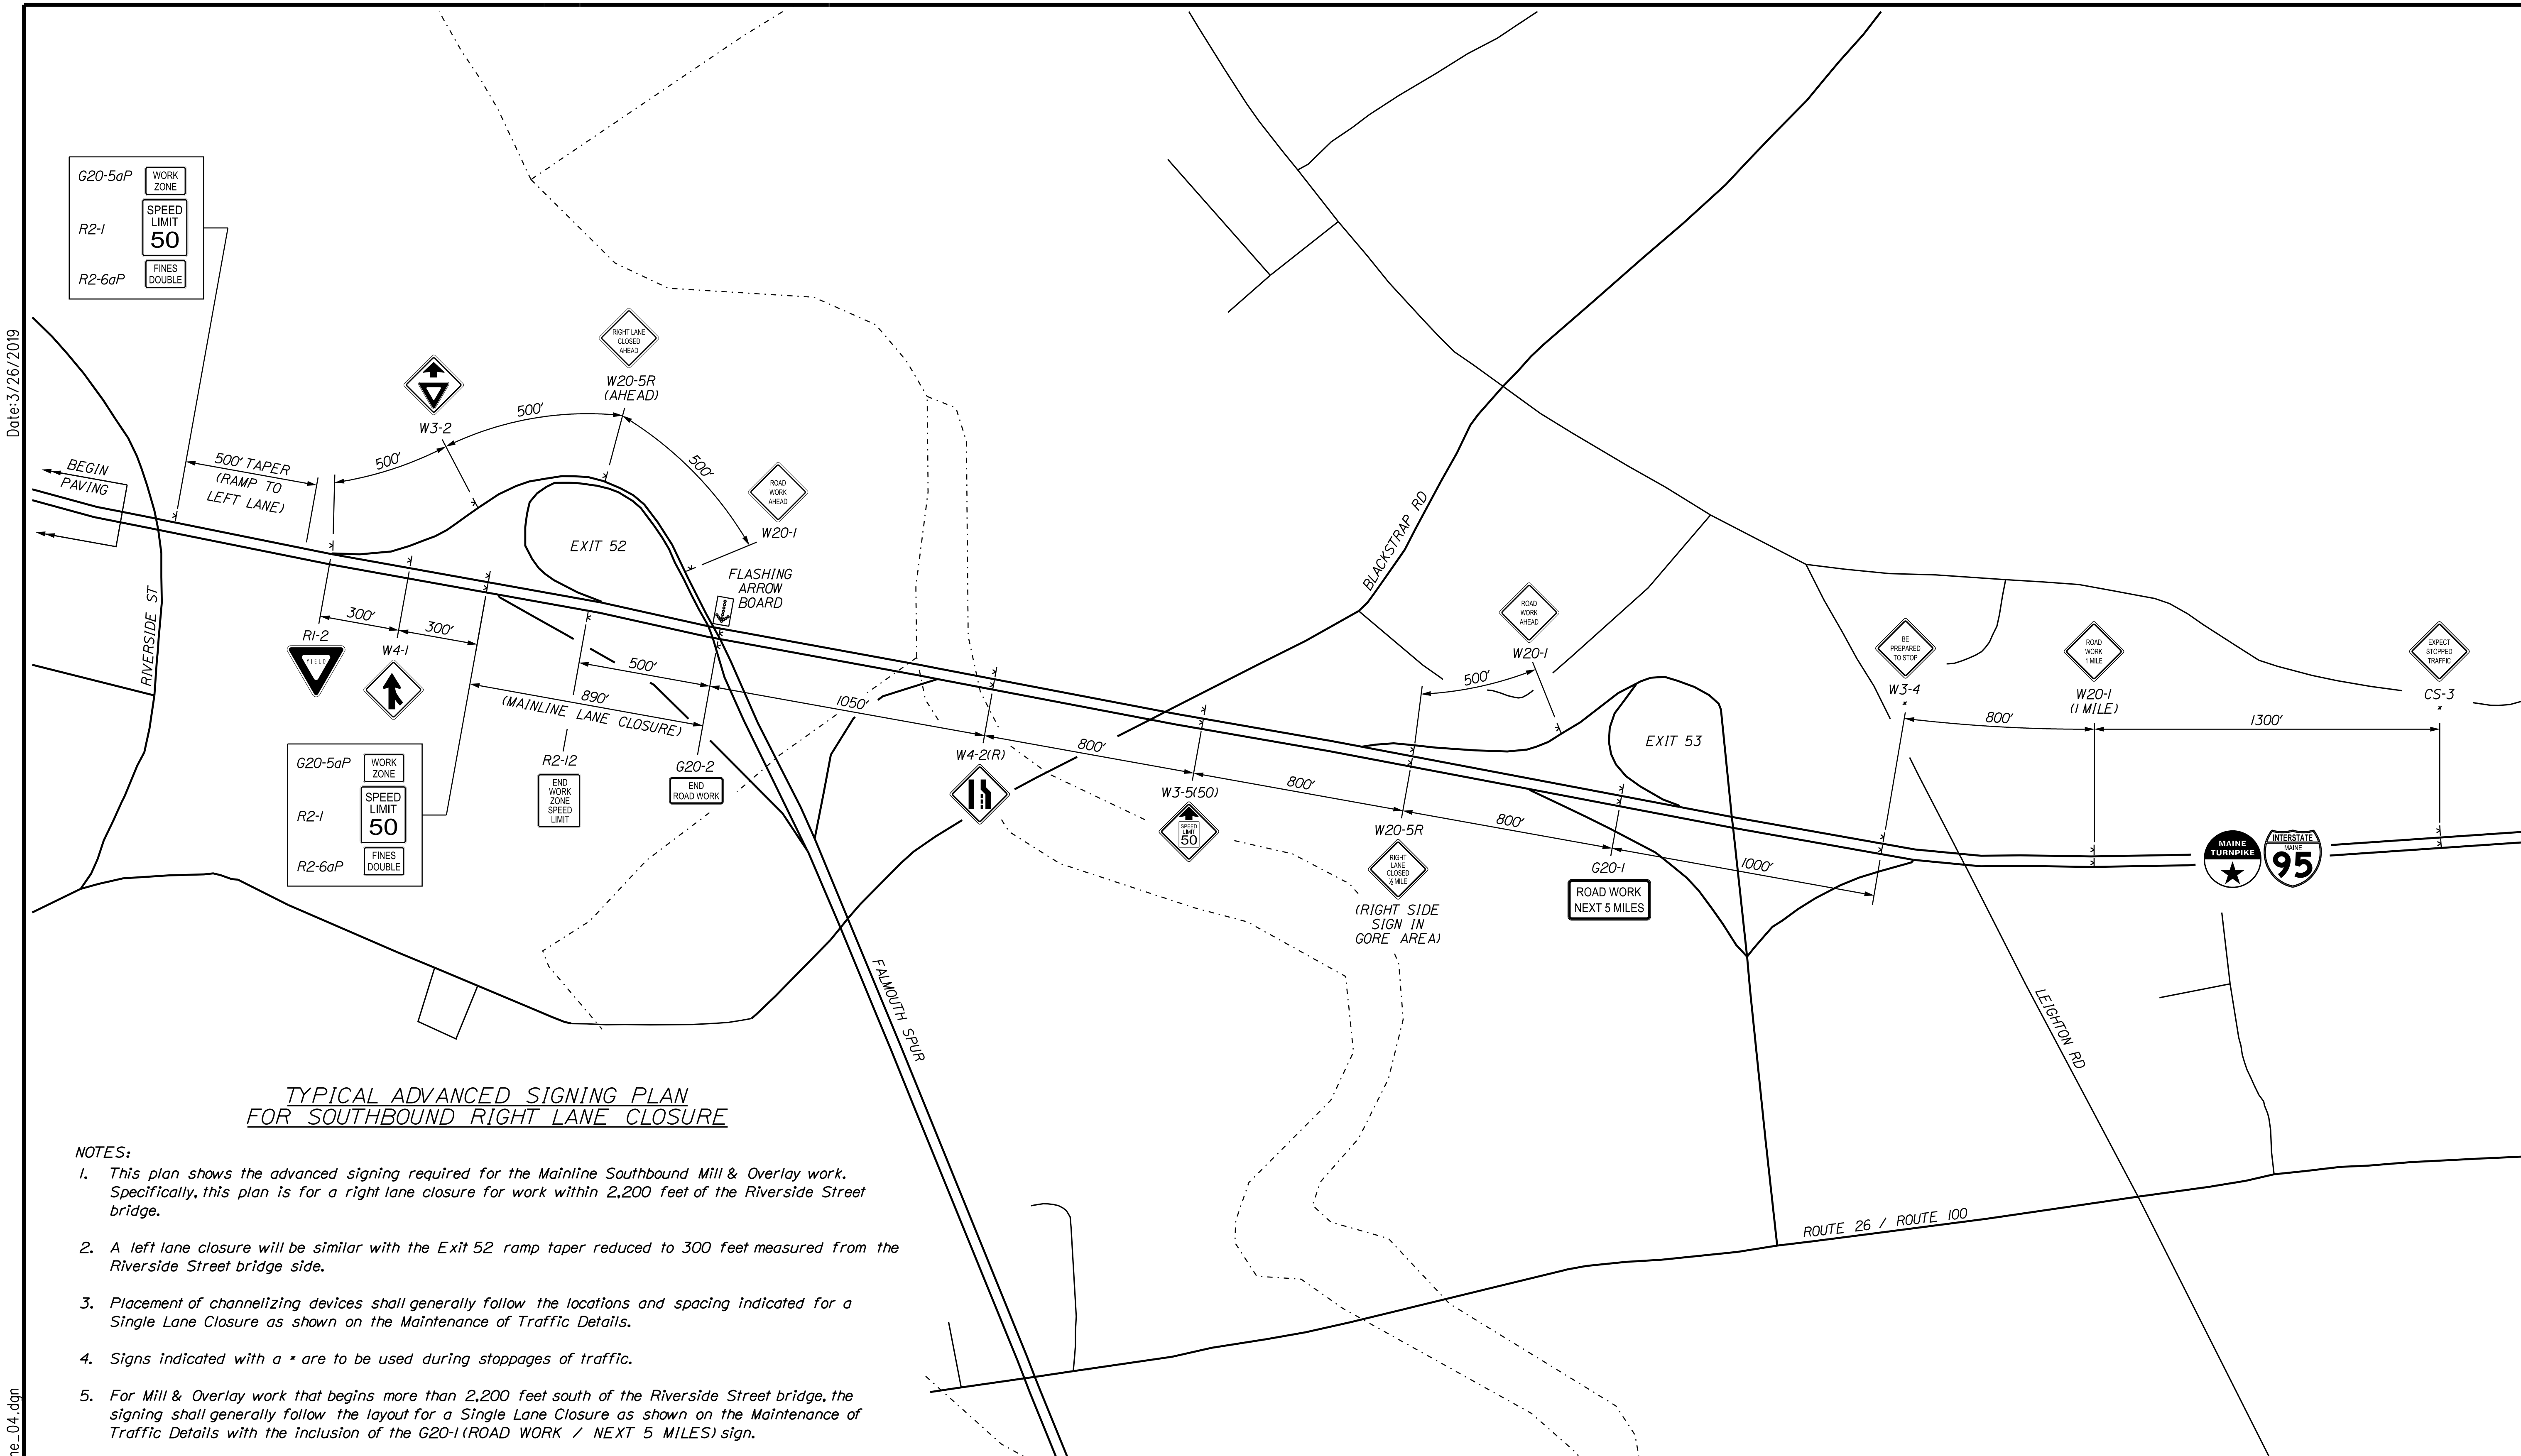 Date:3/26/2019
G20-5aP
WORK
ZONE
R2-1
SPEED
LIMIT
50
R2-6aP
FINES
DOUBLE
RIGHT LANE
CLOSED
AHEAD
W20-5R
(AHEAD)
W3-2
500'
500'
500'
ROAD
WORK
AHEAD
W20-1
BEGIN
PAVING
500' TAPER
(RAMP TO
LEFT LANE)
EXIT 52
FLASHING
ARROW
BOARD
RIVERSIDE ST
300'
300'
R1-2
YIELD
W4-1
500'
890'
(MAINLINE LANE CLOSURE)
1050'
R2-12
END
WORK
ZONE
SPEED
LIMIT
G20-2
END
ROAD WORK
G20-5aP
WORK
ZONE
R2-1
SPEED
LIMIT
50
R2-6aP
FINES
DOUBLE
W4-2(R)
800'
W3-5(50)
SPEED
LIMIT
50
800'
BLACKSTRAP RD
W20-5R
RIGHT
LANE
CLOSED
½ MILE
(RIGHT SIDE
SIGN IN
GORE AREA)
ROAD
WORK
AHEAD
W20-1
500'
EXIT 53
800'
G20-1
ROAD WORK
NEXT 5 MILES
1000'
BE
PREPARED
TO STOP
W3-4
*
800'
ROAD
WORK
1 MILE
W20-1
(1 MILE)
1300'
EXPECT
STOPPED
TRAFFIC
CS-3
*
MAINE
TURNPIKE
INTERSTATE
MAINE
95
FALMOUTH SPUR
LEIGHTON RD
ROUTE 26 / ROUTE 100
TYPICAL ADVANCED SIGNING PLAN
FOR SOUTHBOUND RIGHT LANE CLOSURE
NOTES:
1. This plan shows the advanced signing required for the Mainline Southbound Mill & Overlay work.
Specifically, this plan is for a right lane closure for work within 2,200 feet of the Riverside Street
bridge.
2. A left lane closure will be similar with the Exit 52 ramp taper reduced to 300 feet measured from the
Riverside Street bridge side.
3. Placement of channelizing devices shall generally follow the locations and spacing indicated for a
Single Lane Closure as shown on the Maintenance of Traffic Details.
4. Signs indicated with a * are to be used during stoppages of traffic.
5. For Mill & Overlay work that begins more than 2,200 feet south of the Riverside Street bridge, the
signing shall generally follow the layout for a Single Lane Closure as shown on the Maintenance of
Traffic Details with the inclusion of the G20-1 (ROAD WORK / NEXT 5 MILES) sign.
ne_04.dgn